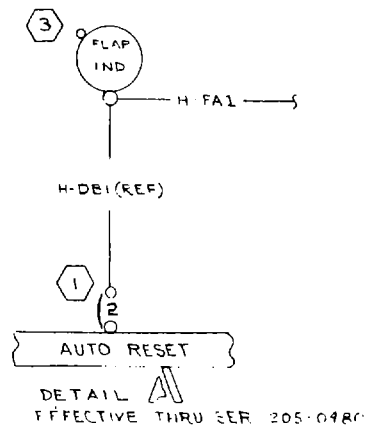 3
FLAP
IND
H-FA1
H-DB1(REF)
1
2
AUTO RESET
DETAIL A
EFFECTIVE THRU SER 205-0480